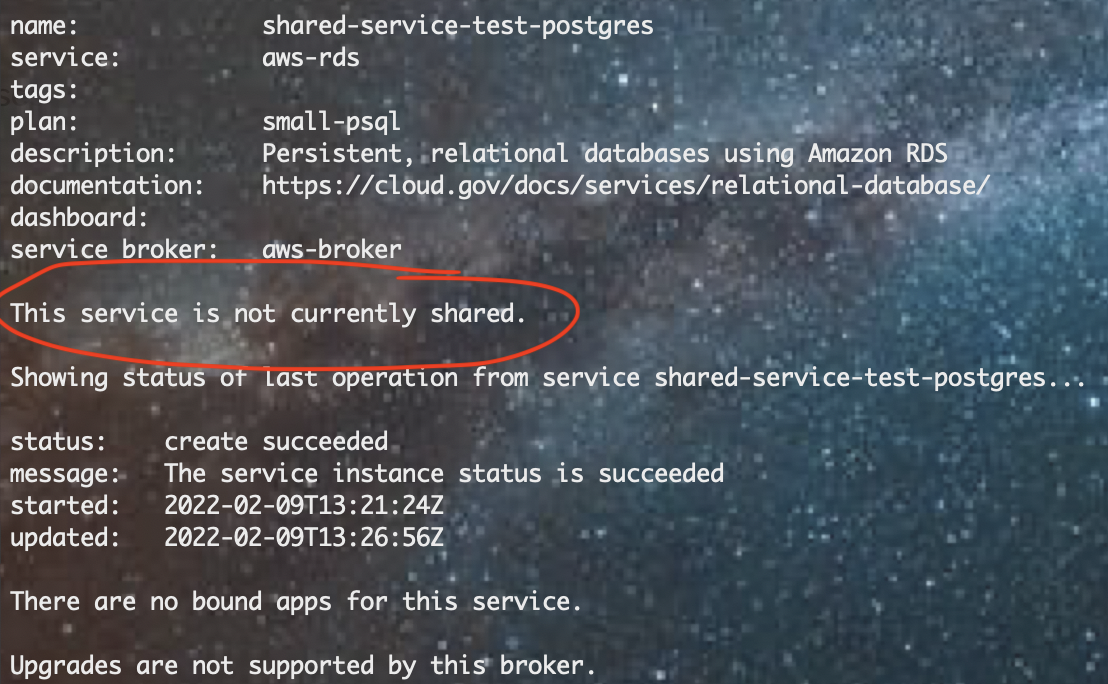 name: shared-service-test-postgres
service: aws-rds
tags:
plan: small-psql
description: Persistent, relational databases using Amazon RDS
documentation: https://cloud.gov/docs/services/relational-database/
dashboard:
service broker: aws-broker
This service is not currently shared.
Showing status of last operation from service shared-service-test-postgres...
status: create succeeded
message: The service instance status is succeeded
started: 2022-02-09T13:21:24Z
updated: 2022-02-09T13:26:56Z
There are no bound apps for this service.
Upgrades are not supported by this broker.